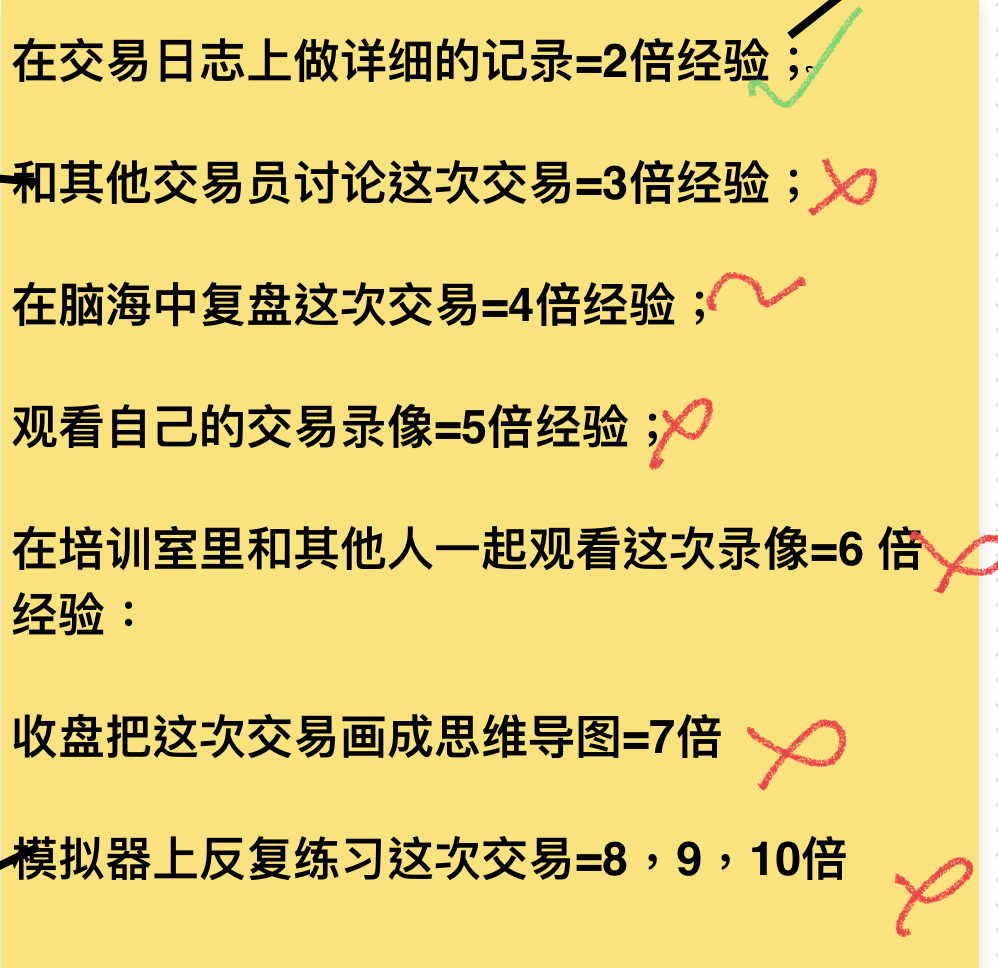 在交易日志上做详细的记录=2倍经验；
和其他交易员讨论这次交易=3倍经验；
在脑海中复盘这次交易=4倍经验；
观看自己的交易录像=5倍经验；
在培训室里和其他人一起观看这次录像=6 倍
经验：
收盘把这次交易画成思维导图=7倍
模拟器上反复练习这次交易=8，9，10倍